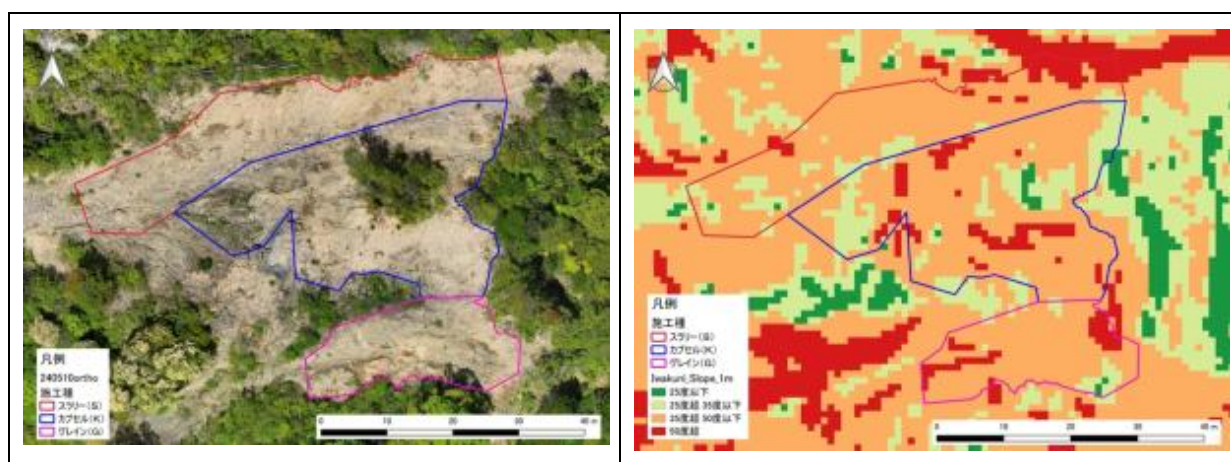 凡例
240510ortho
施工種
スラリー(S)
カプセル(K)
グレイン(G)
10 20 30 40 m
凡例
施工種
スラリー(S)
カプセル(K)
グレイン(G)
Iwakuni_Slope_1m
25度以下
25度超 35度以下
35度超 50度以下
50度超
0 10 20 30 40 m